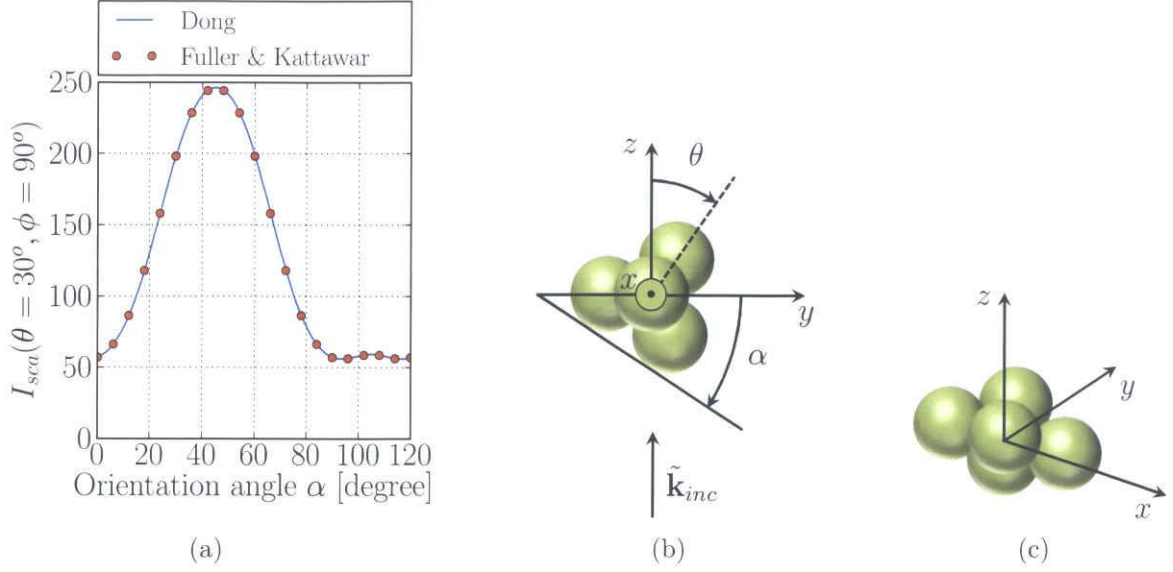 Dong
Fuller & Kattawar
I_sca(θ = 30°, ϕ = 90°)
250
200
150
100
50
0
0 20 40 60 80 100 120
Orientation angle α [degree]
(a)
z
θ
x
y
α
k̃_inc
(b)
z
y
x
(c)